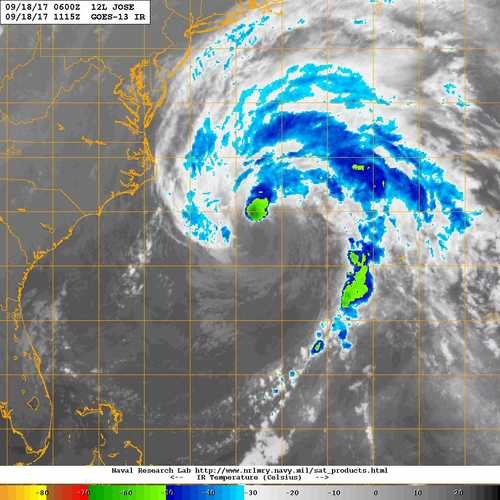 09/18/17 0600Z 12L JOSE
09/18/17 1115Z GOES-13 IR
Naval Research Lab http://www.nrlmry.navy.mil/sat_products.html
<-- IR Temperature (Celsius) -->
-80 -70 -60 -50 -40 -30 -20 -10 0 10 20